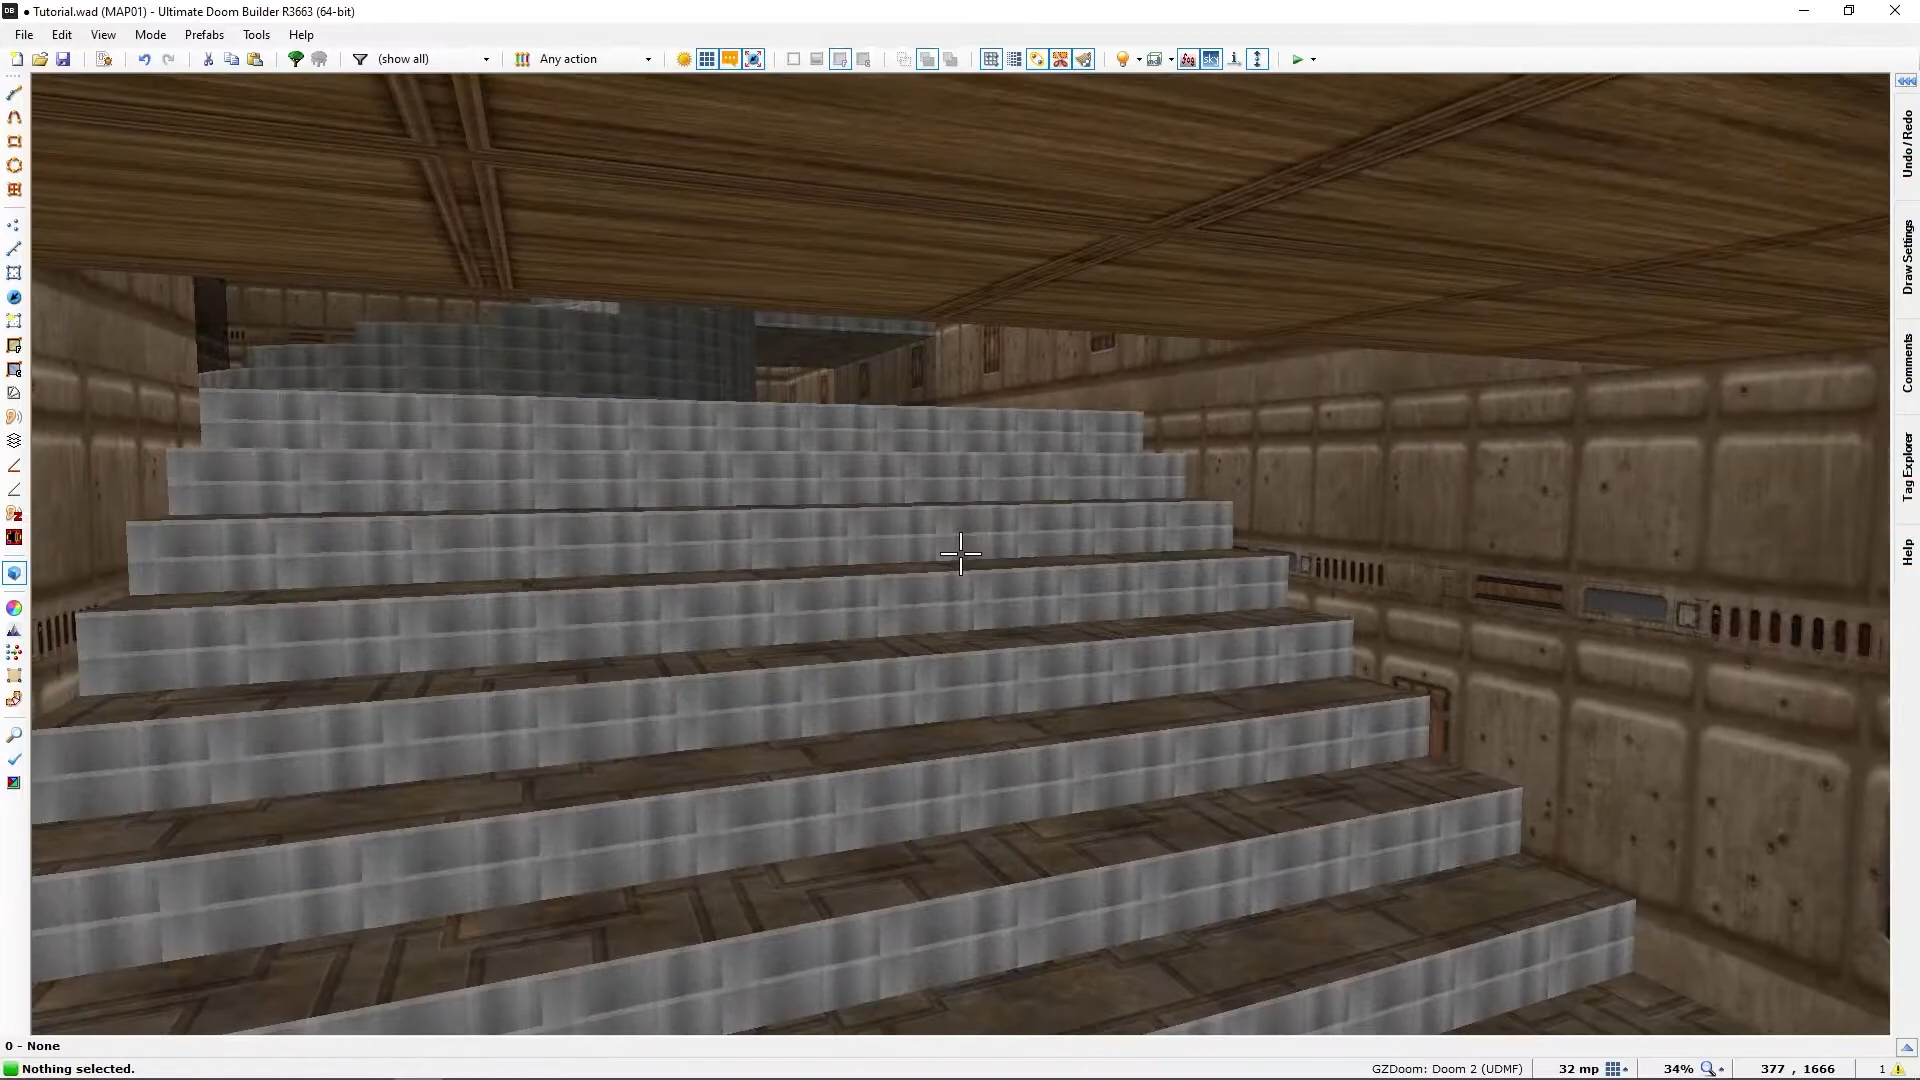 • Tutorial.wad (MAP01) - Ultimate Doom Builder R3663 (64-bit)
File Edit View Mode Prefabs Tools Help
(show all) Any action
Undo / Redo
Draw Settings
Comments
Tag Explorer
Help
0 - None
Nothing selected. GZDoom: Doom 2 (UDMF) 32 mp 34% 377 , 1666 1